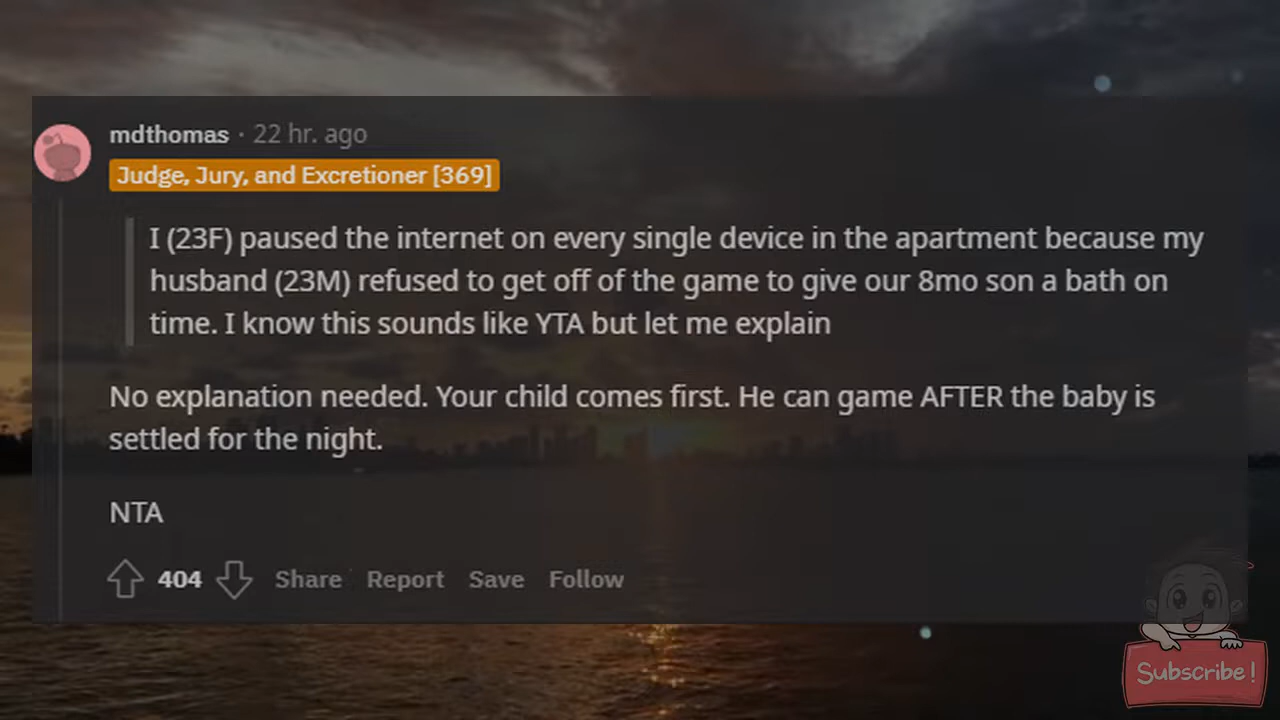 mdthomas · 22 hr. ago
Judge, Jury, and Excretioner [369]
I (23F) paused the internet on every single device in the apartment because my
husband (23M) refused to get off of the game to give our 8mo son a bath on
time. I know this sounds like YTA but let me explain
No explanation needed. Your child comes first. He can game AFTER the baby is
settled for the night.
NTA
404 Share Report Save Follow
Subscribe!